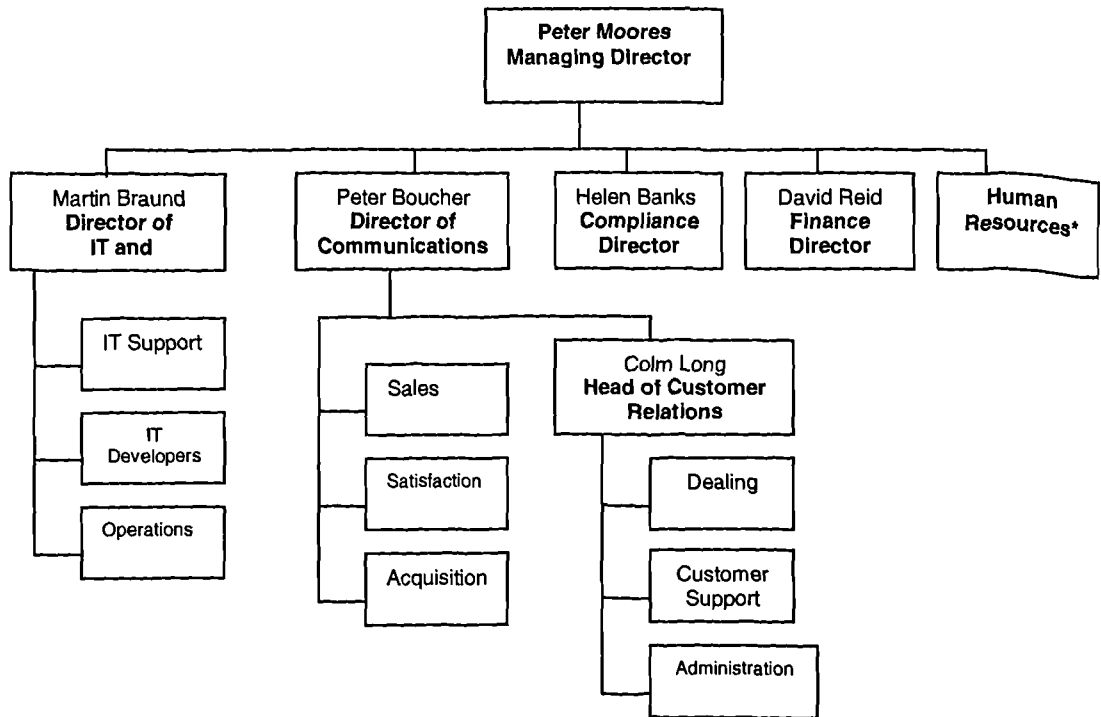 Peter Moores
Managing Director
Martin Braund
Director of
IT and
Peter Boucher
Director of
Communications
Helen Banks
Compliance
Director
David Reid
Finance
Director
Human
Resources*
IT Support
IT
Developers
Operations
Sales
Satisfaction
Acquisition
Colm Long
Head of Customer
Relations
Dealing
Customer
Support
Administration